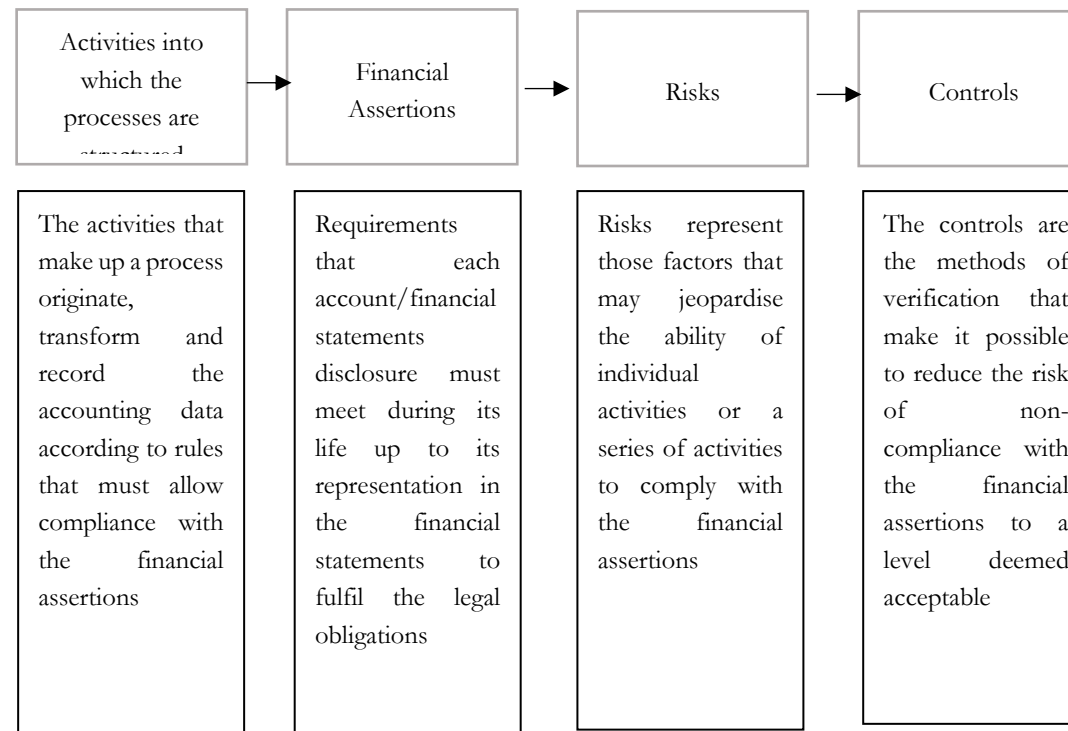 Activities into
which the
processes are
structured
Financial
Assertions
Risks
Controls
The activities that
make up a process
originate,
transform and
record the
accounting data
according to rules
that must allow
compliance with
the financial
assertions
Requirements
that each
account/financial
statements
disclosure must
meet during its
life up to its
representation in
the financial
statements to
fulfil the legal
obligations
Risks represent
those factors that
may jeopardise
the ability of
individual
activities or a
series of activities
to comply with
the financial
assertions
The controls are
the methods of
verification that
make it possible
to reduce the risk
of non-
compliance with
the financial
assertions to a
level deemed
acceptable